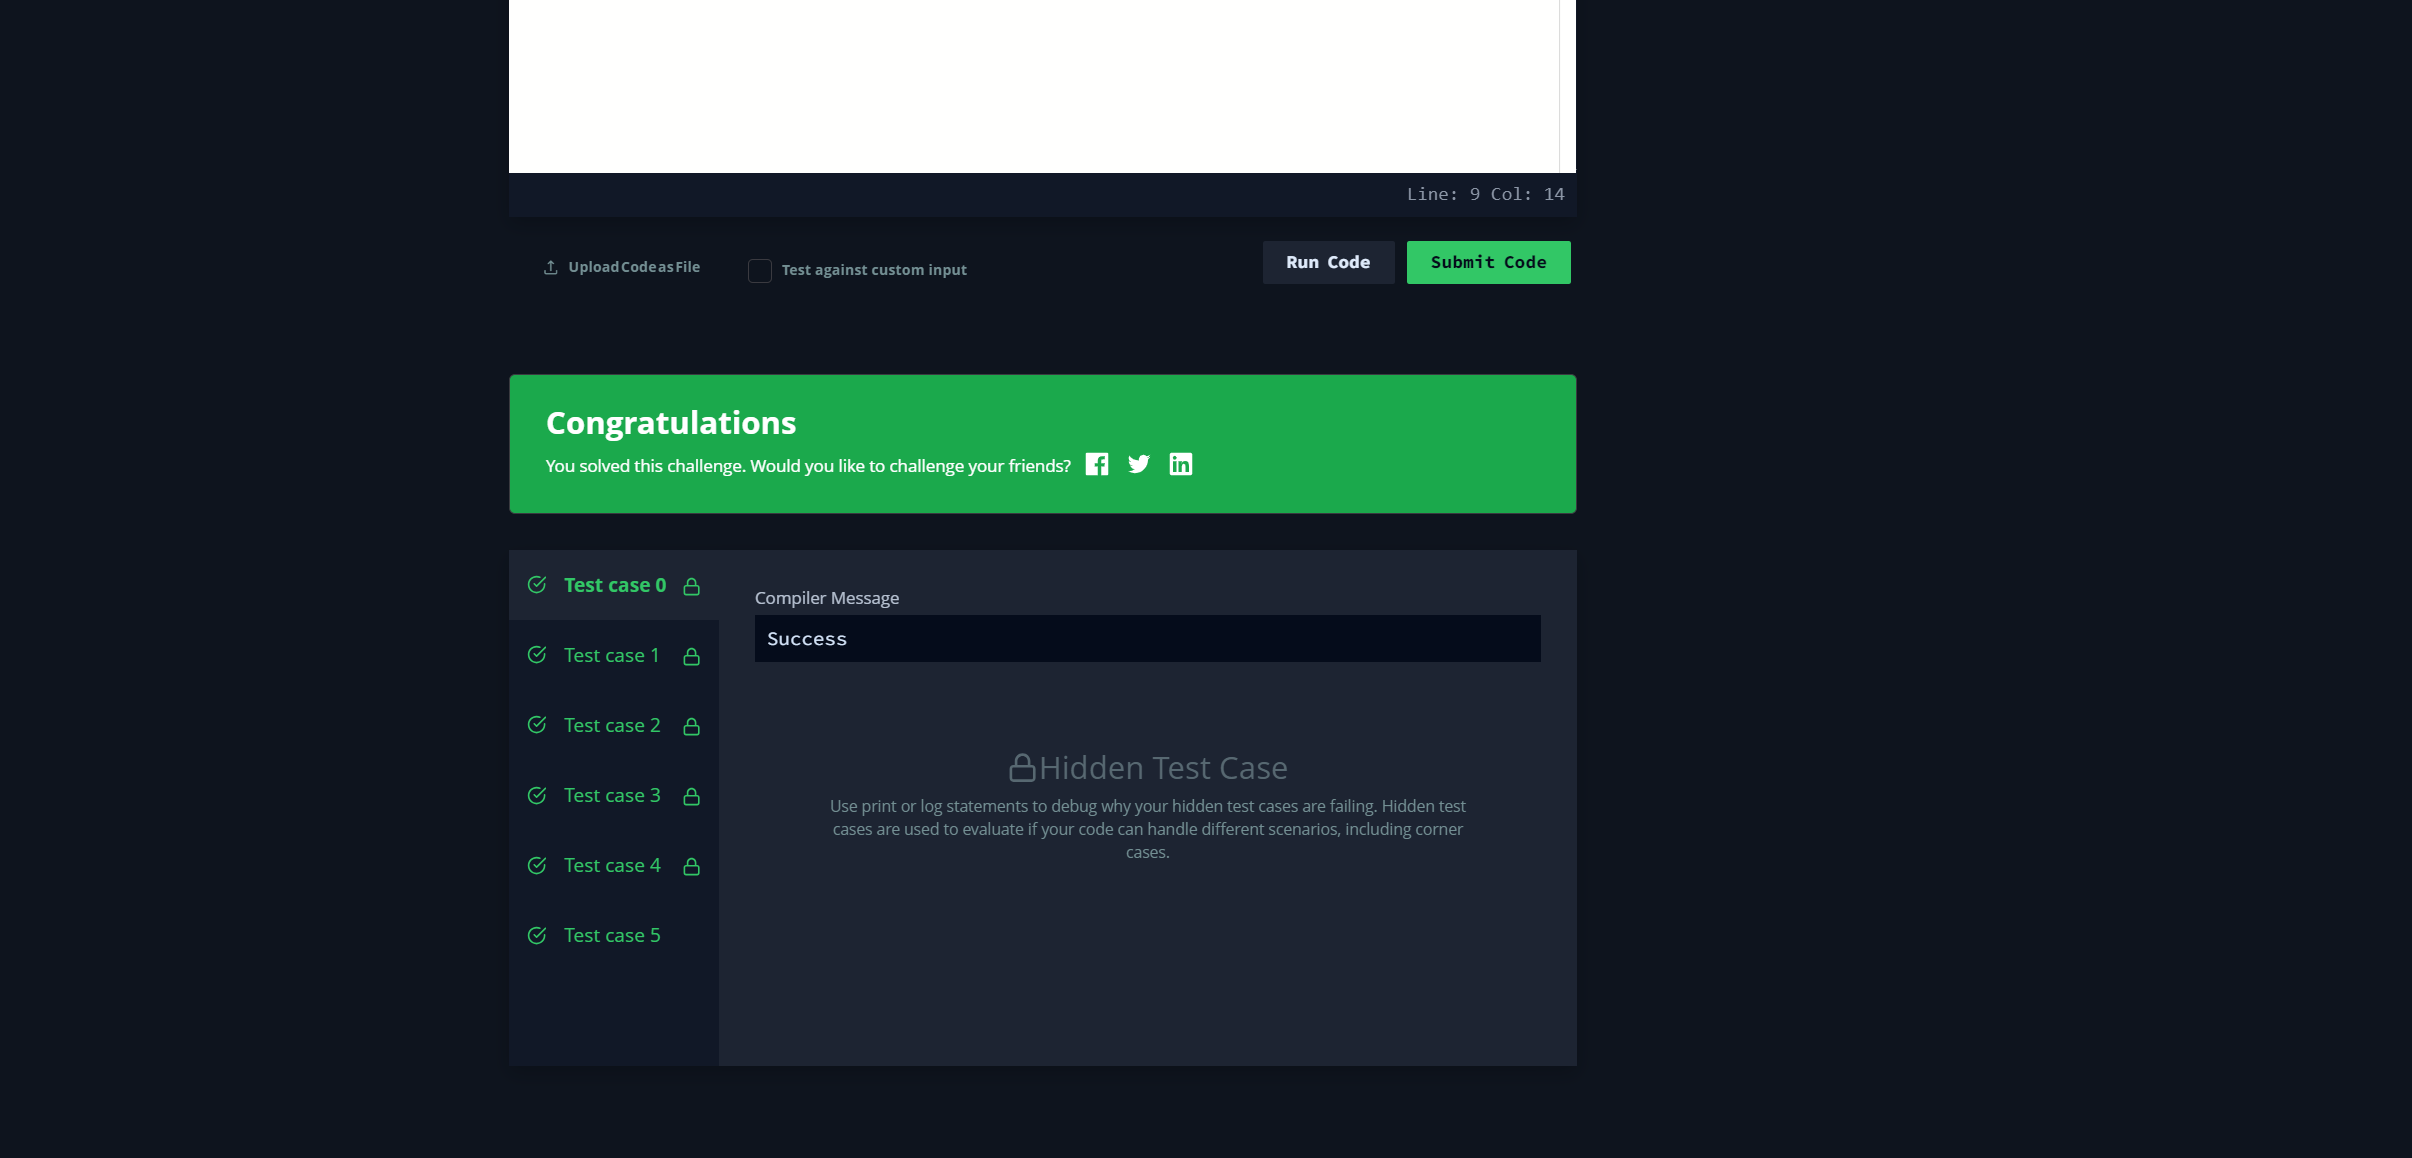 Line: 9 Col: 14
Upload Code as File
Test against custom input
Run Code
Submit Code
Congratulations
You solved this challenge. Would you like to challenge your friends?
Test case 0
Test case 1
Test case 2
Test case 3
Test case 4
Test case 5
Compiler Message
Success
Hidden Test Case
Use print or log statements to debug why your hidden test cases are failing. Hidden test
cases are used to evaluate if your code can handle different scenarios, including corner
cases.